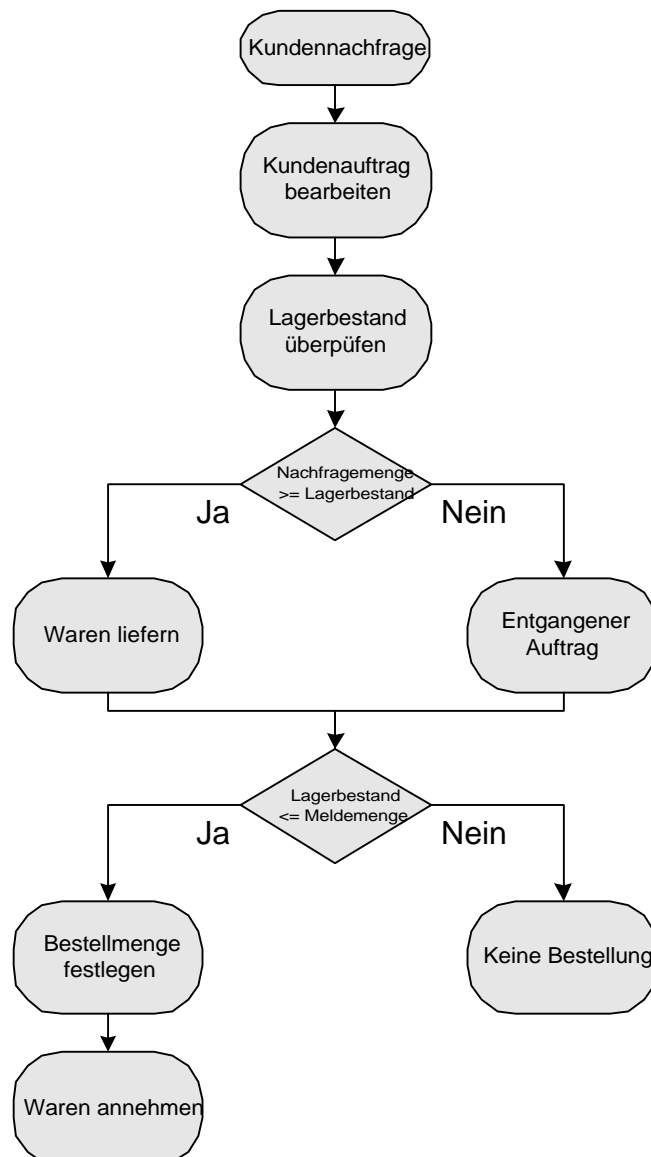 Kundennachfrage
Kundenauftrag
bearbeiten
Lagerbestand
überpüfen
Nachfragemenge
>= Lagerbestand
Ja
Nein
Waren liefern
Entgangener
Auftrag
Lagerbestand
<= Meldemenge
Ja
Nein
Bestellmenge
festlegen
Keine Bestellung
Waren annehmen